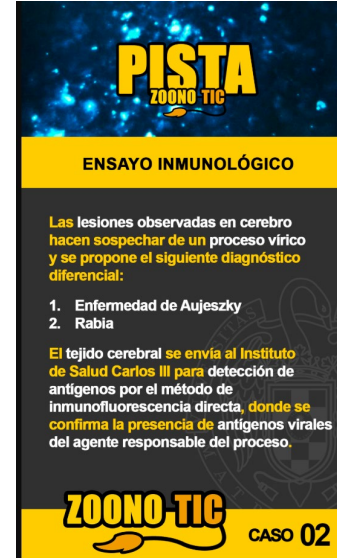 PISTA
ZOONO TIC
ENSAYO INMUNOLÓGICO
Las lesiones observadas en cerebro
hacen sospechar de un proceso vírico
y se propone el siguiente diagnóstico
diferencial:
1. Enfermedad de Aujeszky
2. Rabia
El tejido cerebral se envía al Instituto
de Salud Carlos III para detección de
antígenos por el método de
inmunofluorescencia directa, donde se
confirma la presencia de antígenos virales
del agente responsable del proceso.
ZOONO TIC
CASO 02